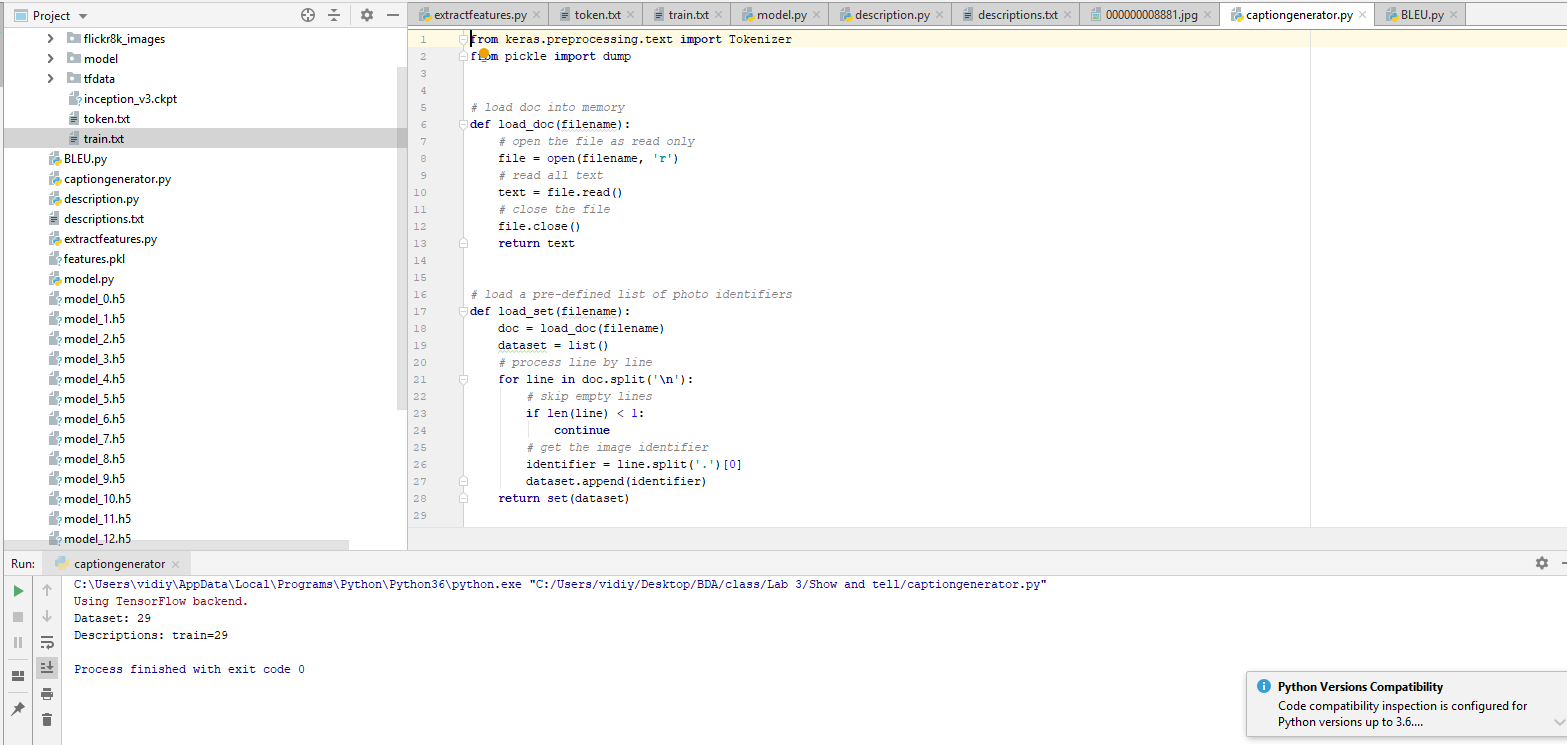 Project
flickr8k_images
model
tfdata
inception_v3.ckpt
token.txt
train.txt
BLEU.py
captiongenerator.py
description.py
descriptions.txt
extractfeatures.py
features.pkl
model.py
model_0.h5
model_1.h5
model_2.h5
model_3.h5
model_4.h5
model_5.h5
model_6.h5
model_7.h5
model_8.h5
model_9.h5
model_10.h5
model_11.h5
model_12.h5
extractfeatures.py token.txt train.txt model.py description.py descriptions.txt 000000008881.jpg captiongenerator.py BLEU.py
1 from keras.preprocessing.text import Tokenizer
2 from pickle import dump
3
4
5 # load doc into memory
6 def load_doc(filename):
7     # open the file as read only
8     file = open(filename, 'r')
9     # read all text
10     text = file.read()
11     # close the file
12     file.close()
13     return text
14
15
16 # load a pre-defined list of photo identifiers
17 def load_set(filename):
18     doc = load_doc(filename)
19     dataset = list()
20     # process line by line
21     for line in doc.split('\n'):
22         # skip empty lines
23         if len(line) < 1:
24             continue
25         # get the image identifier
26         identifier = line.split('.')[0]
27         dataset.append(identifier)
28     return set(dataset)
29
Run: captiongenerator
C:\Users\vidiy\AppData\Local\Programs\Python\Python36\python.exe "C:/Users/vidiy/Desktop/BDA/class/Lab 3/Show and tell/captiongenerator.py"
Using TensorFlow backend.
Dataset: 29
Descriptions: train=29
Process finished with exit code 0
Python Versions Compatibility
Code compatibility inspection is configured for
Python versions up to 3.6....